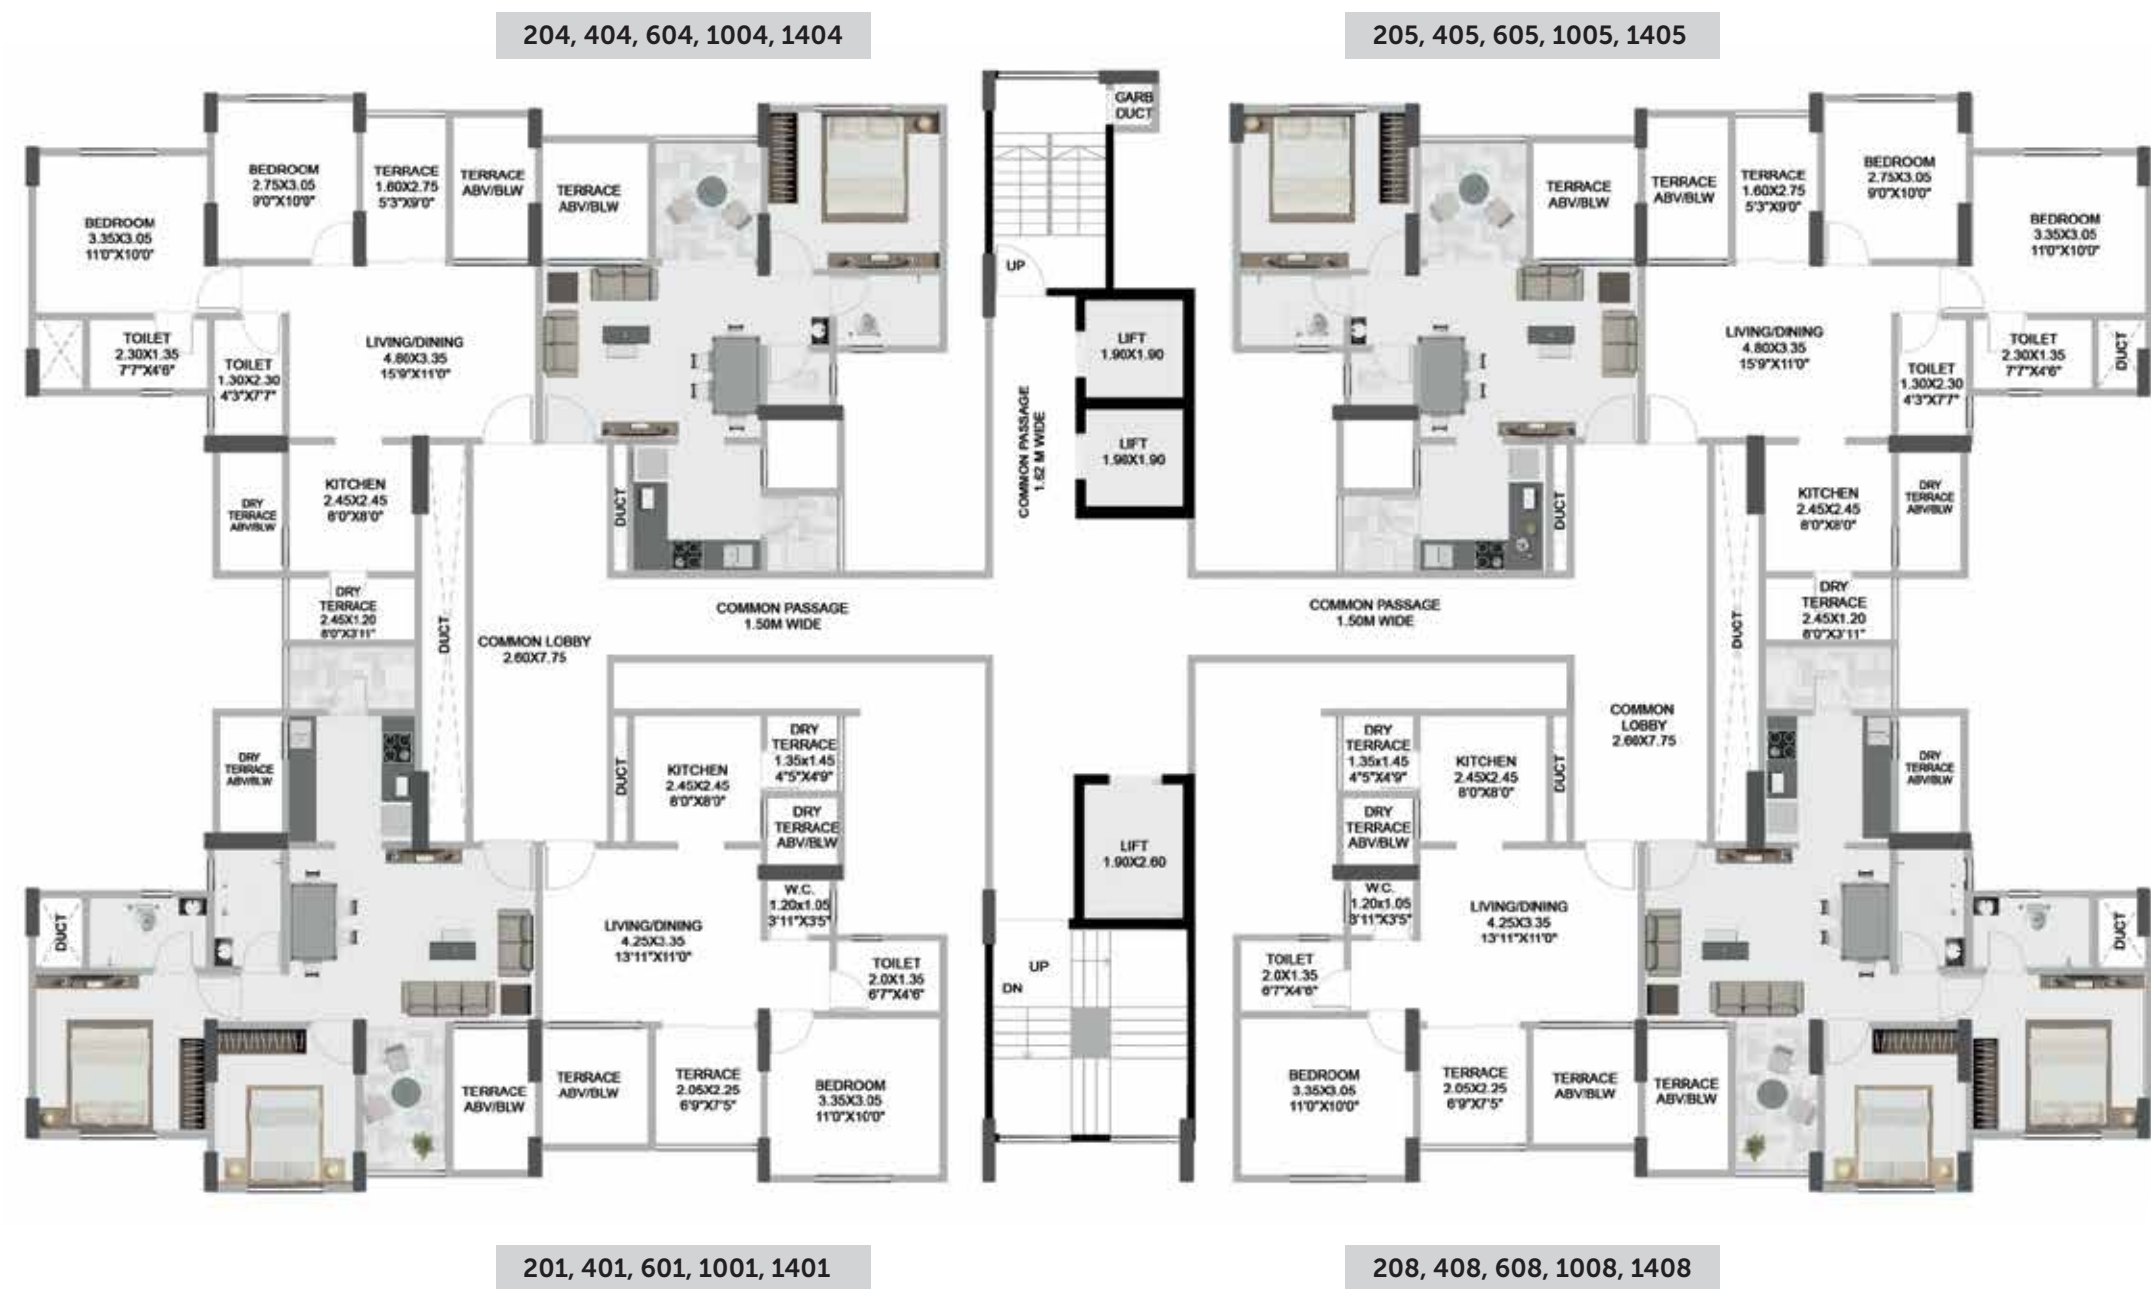 204, 404, 604, 1004, 1404
205, 405, 605, 1005, 1405
BEDROOM
3.35X3.05
11'0"X10'0"
BEDROOM
2.75X3.05
9'0"X10'0"
TERRACE
1.60X2.75
5'3"X9'0"
TERRACE
ABV/BLW
TERRACE
ABV/BLW
TOILET
2.30X1.35
7'7"X4'6"
TOILET
1.30X2.30
4'3"X7'7"
LIVING/DINING
4.80X3.35
15'9"X11'0"
DRY
TERRACE
ABV/BLW
KITCHEN
2.45X2.45
8'0"X8'0"
DRY
TERRACE
2.45X1.20
8'0"X3'11"
DUCT
DUCT
COMMON LOBBY
2.60X7.75
COMMON PASSAGE
1.50M WIDE
GARB
DUCT
UP
LIFT
1.90X1.90
LIFT
1.90X1.90
COMMON PASSAGE
1.62 M WIDE
TERRACE
ABV/BLW
TERRACE
ABV/BLW
TERRACE
1.60X2.75
5'3"X9'0"
BEDROOM
2.75X3.05
9'0"X10'0"
BEDROOM
3.35X3.05
11'0"X10'0"
LIVING/DINING
4.80X3.35
15'9"X11'0"
TOILET
1.30X2.30
4'3"X7'7"
TOILET
2.30X1.35
7'7"X4'6"
DUCT
DUCT
KITCHEN
2.45X2.45
8'0"X8'0"
DRY
TERRACE
ABV/BLW
DRY
TERRACE
2.45X1.20
8'0"X3'11"
DUCT
COMMON PASSAGE
1.50M WIDE
COMMON
LOBBY
2.60X7.75
DRY
TERRACE
ABV/BLW
DUCT
KITCHEN
2.45X2.45
8'0"X8'0"
DRY
TERRACE
1.35x1.45
4'5"X4'9"
DRY
TERRACE
ABV/BLW
W.C.
1.20x1.05
3'11"X3'5"
DUCT
LIVING/DINING
4.25X3.35
13'11"X11'0"
TOILET
2.0X1.35
6'7"X4'6"
TERRACE
ABV/BLW
TERRACE
ABV/BLW
TERRACE
2.05X2.25
6'9"X7'5"
BEDROOM
3.35X3.05
11'0"X10'0"
LIFT
1.90X2.60
UP
DN
DRY
TERRACE
1.35x1.45
4'5"X4'9"
KITCHEN
2.45X2.45
8'0"X8'0"
DUCT
DRY
TERRACE
ABV/BLW
W.C.
1.20x1.05
3'11"X3'5"
DRY
TERRACE
ABV/BLW
LIVING/DINING
4.25X3.35
13'11"X11'0"
TOILET
2.0X1.35
6'7"X4'6"
DUCT
BEDROOM
3.35X3.05
11'0"X10'0"
TERRACE
2.05X2.25
6'9"X7'5"
TERRACE
ABV/BLW
TERRACE
ABV/BLW
201, 401, 601, 1001, 1401
208, 408, 608, 1008, 1408